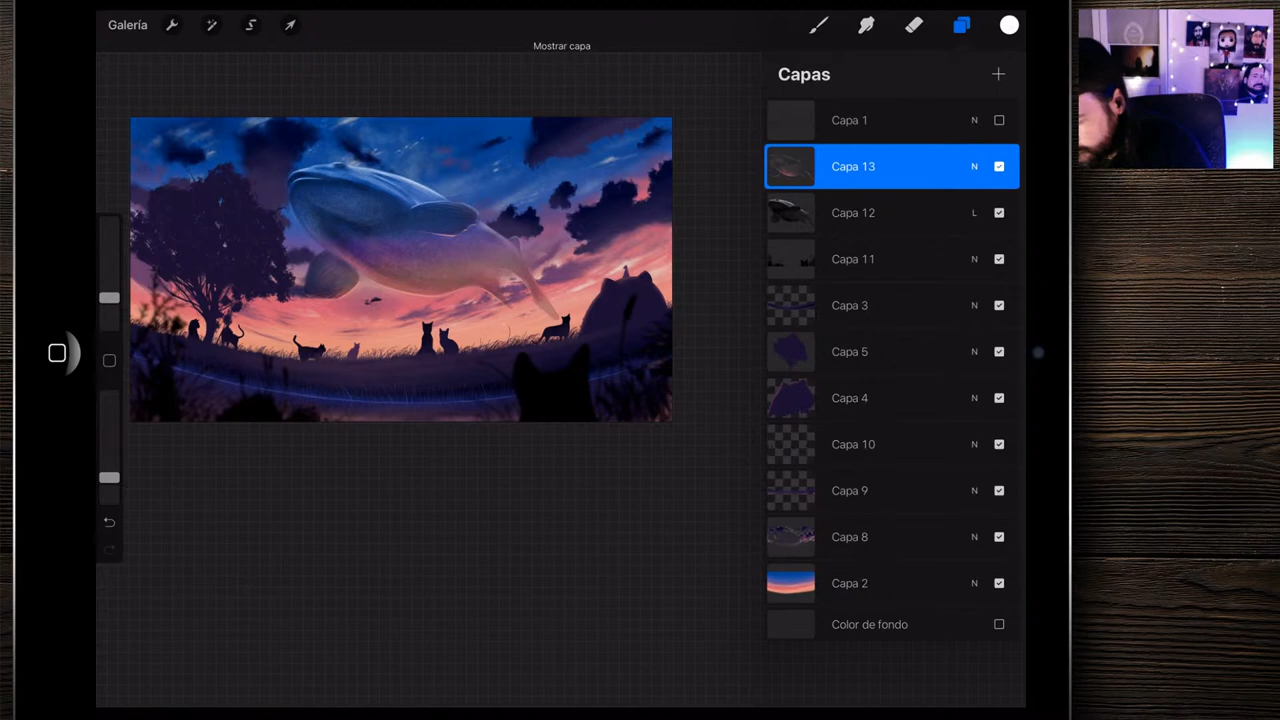 Galería
Mostrar capa
Capas
Capa 1 N
Capa 13 N
Capa 12 L
Capa 11 N
Capa 3 N
Capa 5 N
Capa 4 N
Capa 10 N
Capa 9 N
Capa 8 N
Capa 2 N
Color de fondo